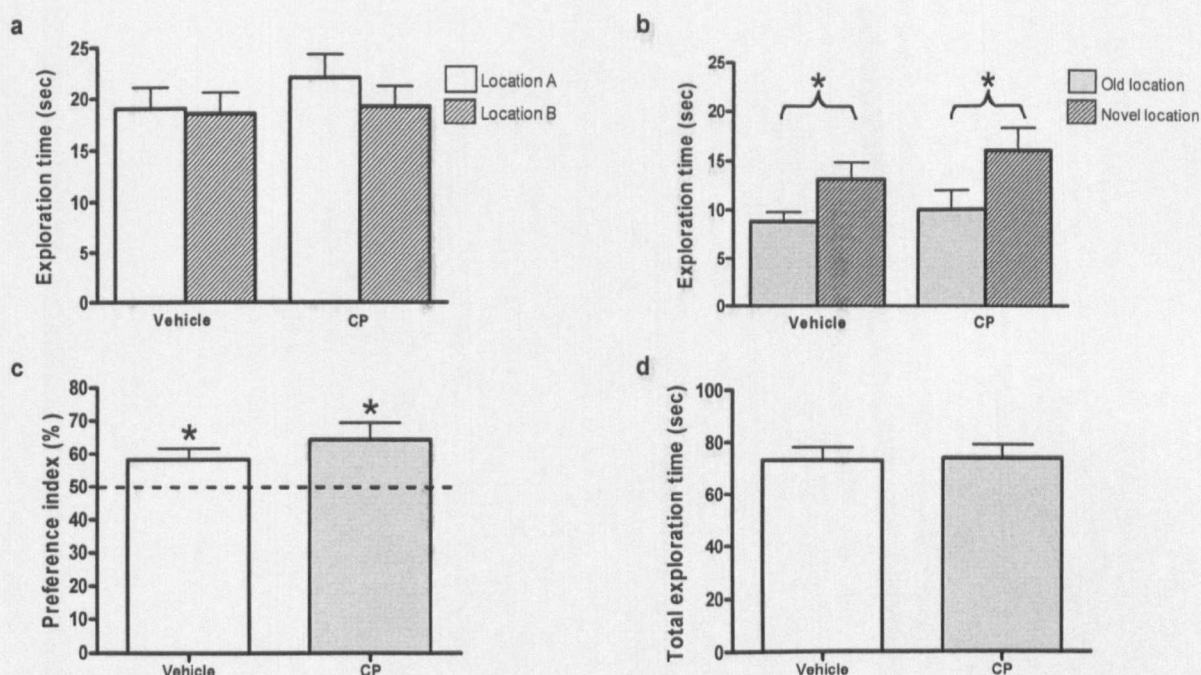 a
Exploration time (sec)
25
20
15
10
5
0
Vehicle
CP
Location A
Location B
b
Exploration time (sec)
25
20
15
10
5
0
*
*
Vehicle
CP
Old location
Novel location
c
Preference index (%)
80
70
60
50
40
30
20
10
0
*
*
Vehicle
CP
d
Total exploration time (sec)
100
80
60
40
20
0
Vehicle
CP